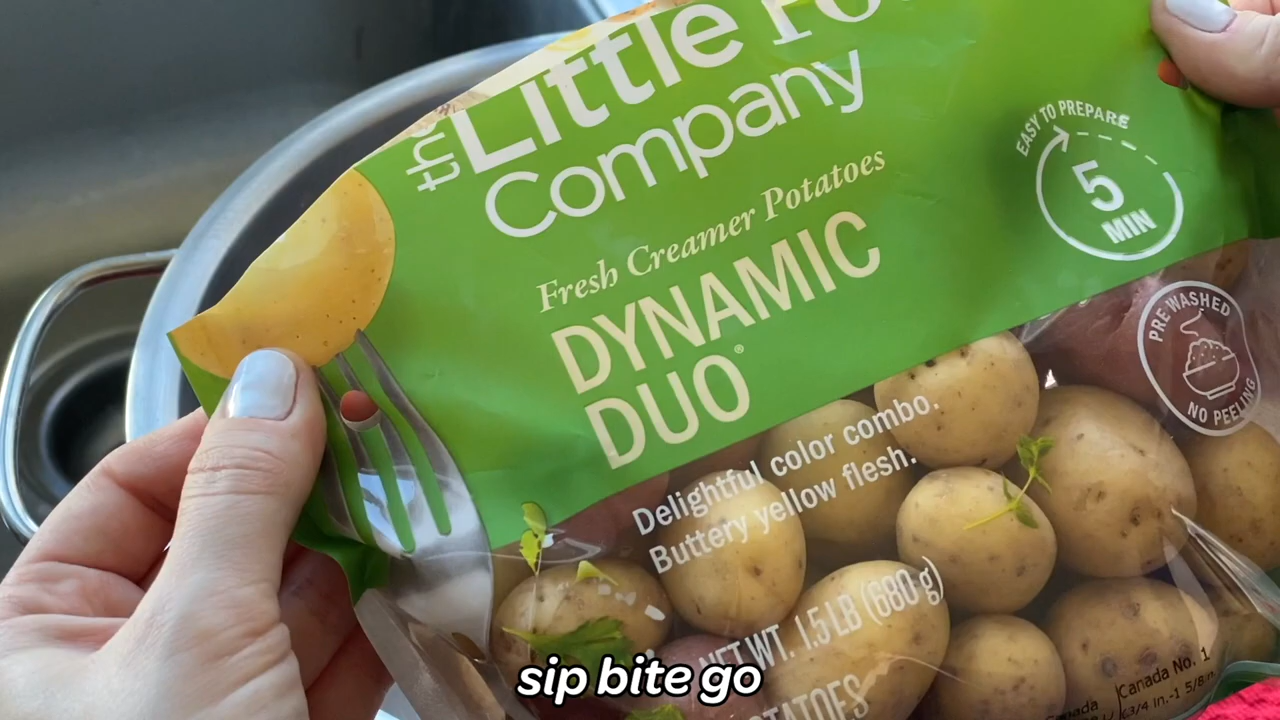 the Little
Company
Fresh Creamer Potatoes
DYNAMIC
DUO®
Delightful color combo.
Buttery yellow flesh.
NET WT. 1.5 LB (680 g)
EASY TO PREPARE
5
MIN
PRE WASHED
NO PEELING
Canada No. 1
sip bite go